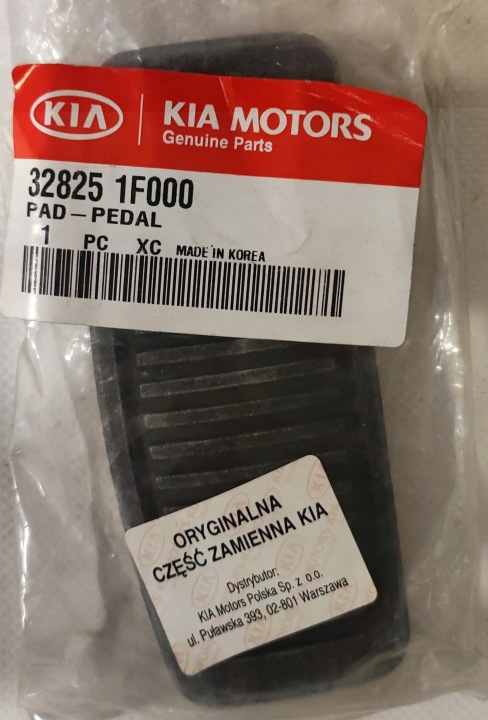 KIA
KIA MOTORS
Genuine Parts
32825 1F000
PAD-PEDAL
1 PC XC MADE IN KOREA
ORYGINALNA
CZĘŚĆ ZAMIENNA KIA
Dystrybutor:
KIA Motors Polska Sp. z o.o.
ul. Puławska 393, 02-801 Warszawa